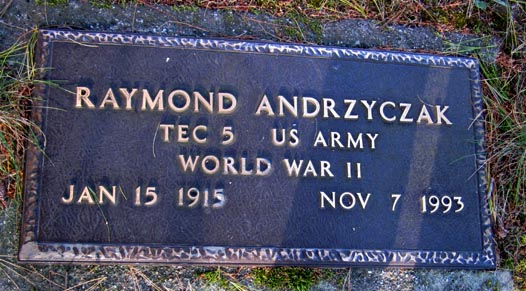 RAYMOND ANDRZYCZAK
TEC 5 US ARMY
WORLD WAR II
JAN 15 1915 NOV 7 1993